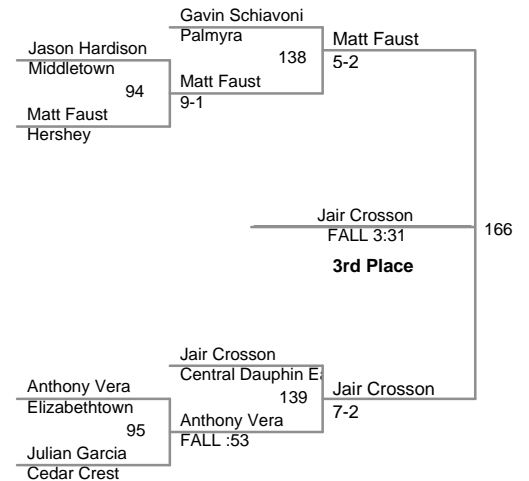 Gavin Schiavoni
Palmyra
Jason Hardison
Middletown
138
Matt Faust
5-2
94
Matt Faust
9-1
Matt Faust
Hershey
Jair Crosson
FALL 3:31
166
3rd Place
Jair Crosson
Central Dauphin
Anthony Vera
Elizabethtown
139
Jair Crosson
7-2
95
Anthony Vera
FALL :53
Julian Garcia
Cedar Crest